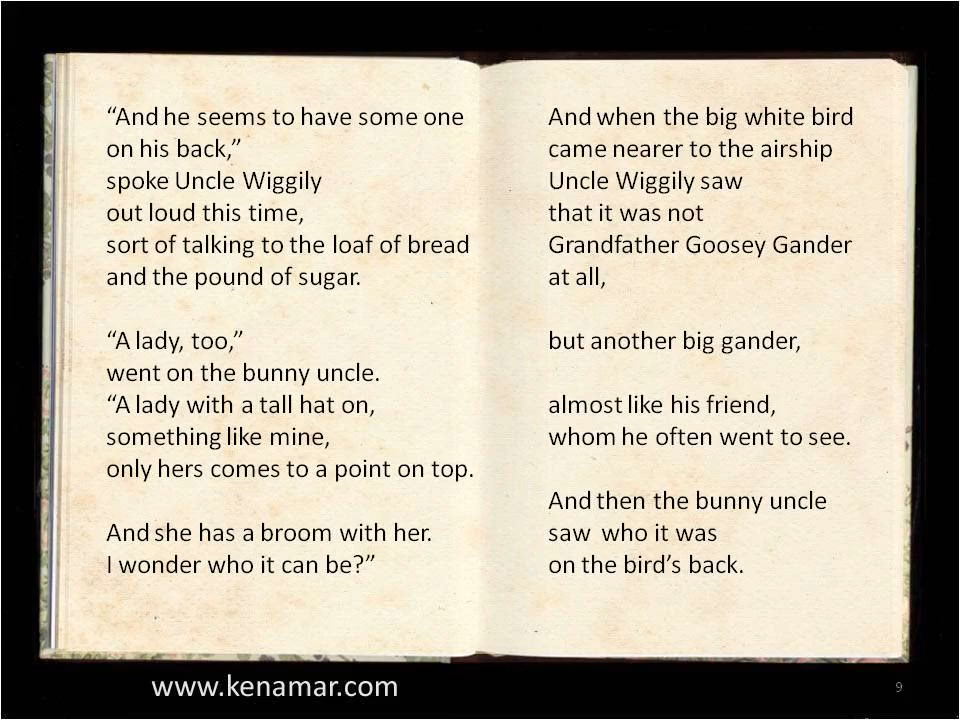 “And he seems to have some one
on his back,”
spoke Uncle Wiggily
out loud this time,
sort of talking to the loaf of bread
and the pound of sugar.
“A lady, too,”
went on the bunny uncle.
“A lady with a tall hat on,
something like mine,
only hers comes to a point on top.
And she has a broom with her.
I wonder who it can be?”
And when the big white bird
came nearer to the airship
Uncle Wiggily saw
that it was not
Grandfather Goosey Gander
at all,
but another big gander,
almost like his friend,
whom he often went to see.
And then the bunny uncle
saw  who it was
on the bird’s back.
www.kenamar.com
9